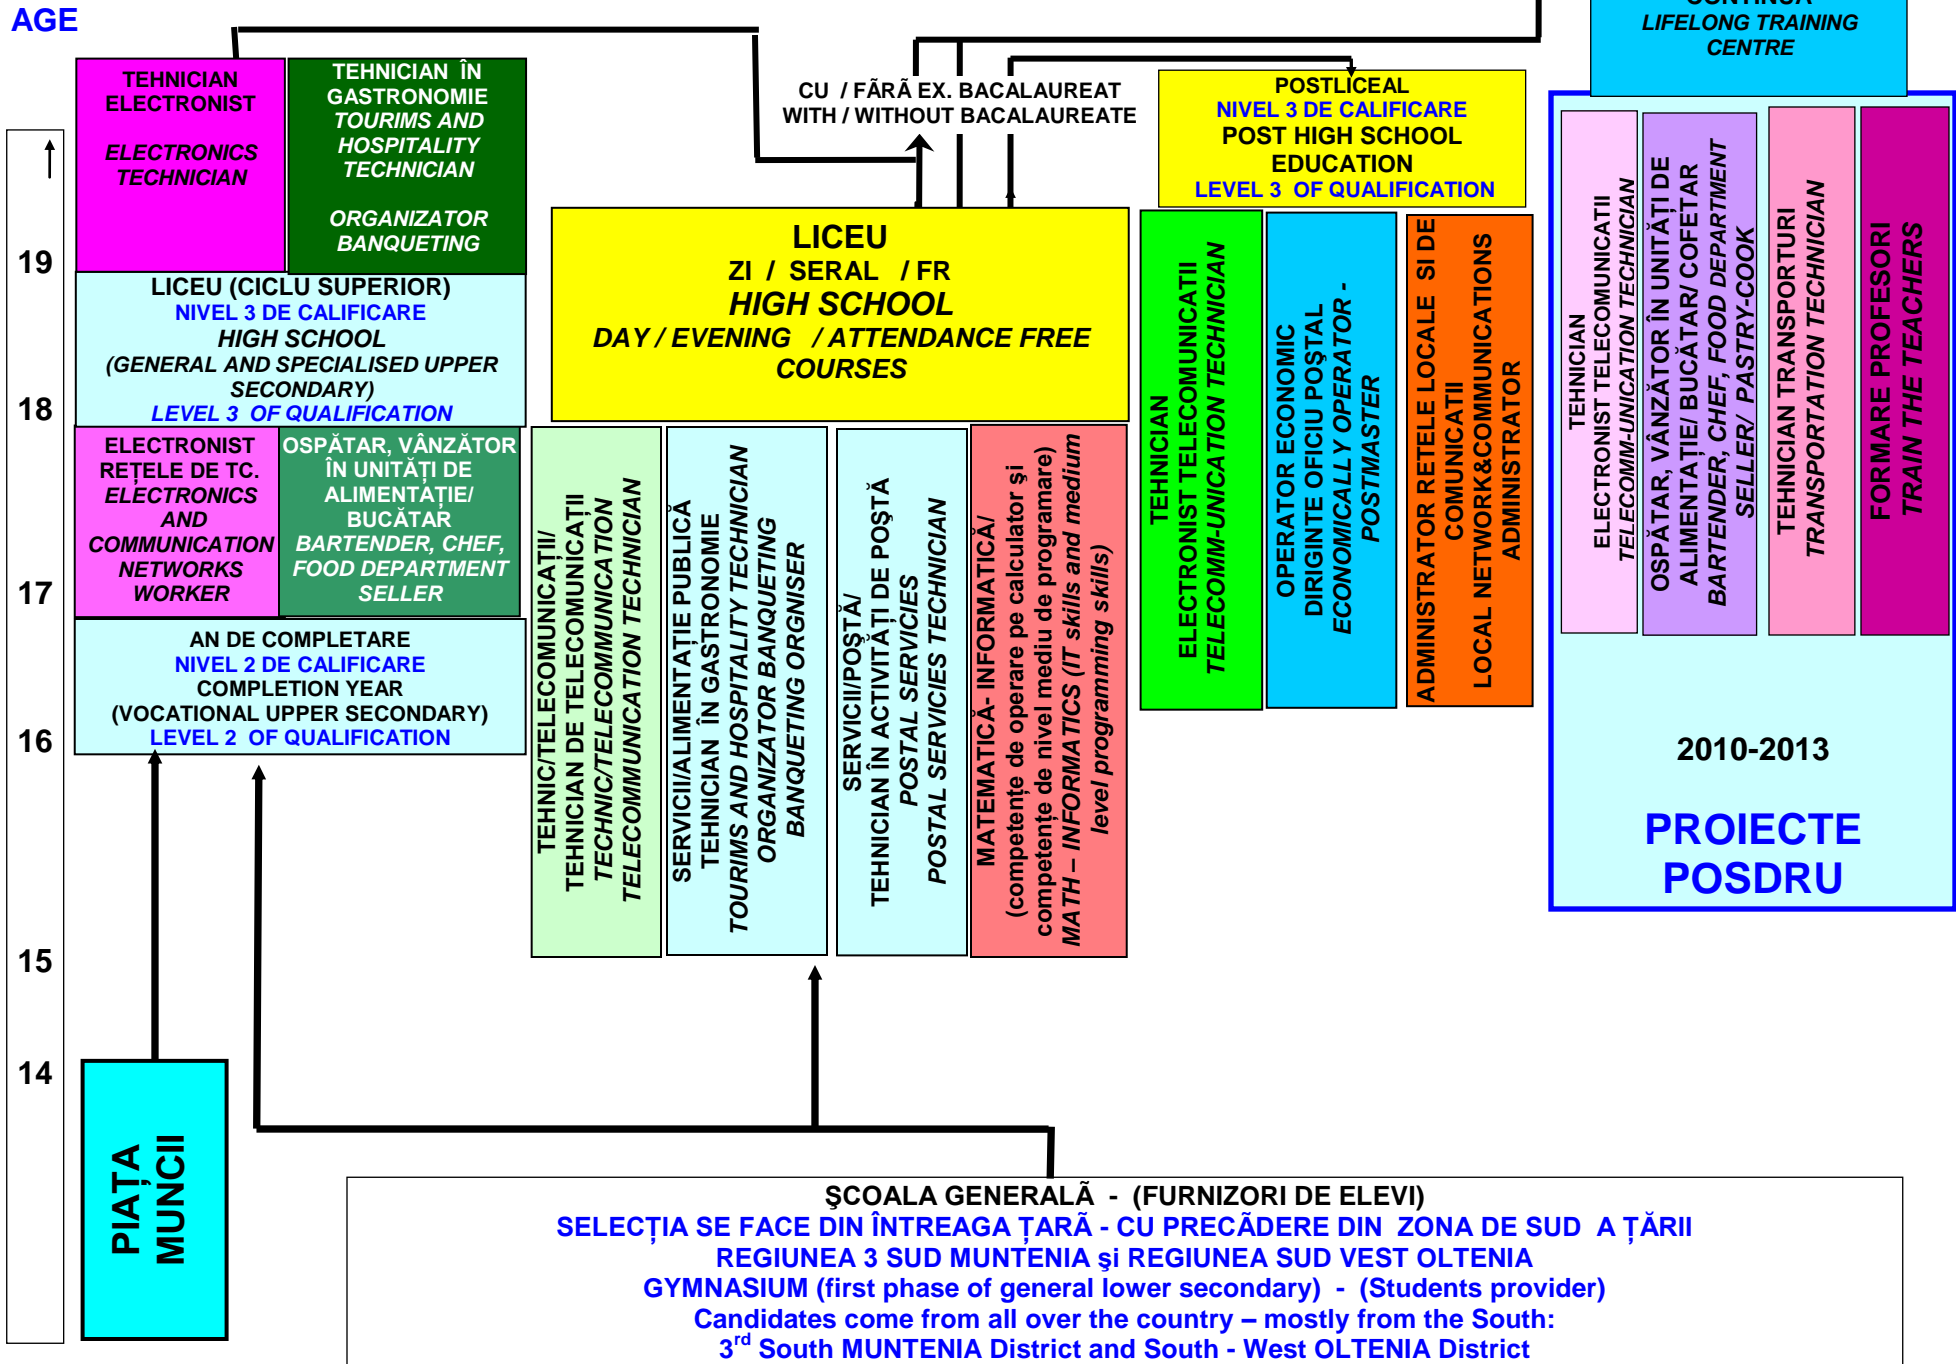 AGE
CONTINUA
LIFELONG TRAINING
CENTRE
TEHNICIAN
ELECTRONIST
ELECTRONICS
TECHNICIAN
TEHNICIAN ÎN
GASTRONOMIE
TOURIMS AND
HOSPITALITY
TECHNICIAN
ORGANIZATOR
BANQUETING
CU / FÃRÃ EX. BACALAUREAT
WITH / WITHOUT BACALAUREATE
POSTLICEAL
NIVEL 3 DE CALIFICARE
POST HIGH SCHOOL
EDUCATION
LEVEL 3 OF QUALIFICATION
19
18
17
16
15
14
LICEU (CICLU SUPERIOR)
NIVEL 3 DE CALIFICARE
HIGH SCHOOL
(GENERAL AND SPECIALISED UPPER
SECONDARY)
LEVEL 3 OF QUALIFICATION
ELECTRONIST
REȚELE DE TC.
ELECTRONICS
AND
COMMUNICATION
NETWORKS
WORKER
OSPĂTAR, VÂNZĂTOR
ÎN UNITĂȚI DE
ALIMENTAȚIE/
BUCĂTAR
BARTENDER, CHEF,
FOOD DEPARTMENT
SELLER
AN DE COMPLETARE
NIVEL 2 DE CALIFICARE
COMPLETION YEAR
(VOCATIONAL UPPER SECONDARY)
LEVEL 2 OF QUALIFICATION
LICEU
ZI / SERAL / FR
HIGH SCHOOL
DAY / EVENING / ATTENDANCE FREE
COURSES
TEHNIC/TELECOMUNICAȚII/
TEHNICIAN DE TELECOMUNICAȚII
TECHNIC/TELECOMMUNICATION
TELECOMMUNICATION TECHNICIAN
SERVICII/ALIMENTAȚIE PUBLICĂ
TEHNICIAN ÎN GASTRONOMIE
TOURIMS AND HOSPITALITY TECHNICIAN
ORGANIZATOR BANQUETING
BANQUETING ORGNISER
SERVICII/POȘTĂ/
TEHNICIAN ÎN ACTIVITĂȚI DE POȘTĂ
POSTAL SERVICIES
POSTAL SERVICIES TECHNICIAN
MATEMATICĂ- INFORMATICĂ/
(competențe de operare pe calculator și
competențe de nivel mediu de programare)
MATH – INFORMATICS (IT skills and medium
level programming skills)
TEHNICIAN
ELECTRONIST TELECOMUNICATII
TELECOMM-UNICATION TECHNICIAN
OPERATOR ECONOMIC
DIRIGINTE OFICIU POȘTAL
ECONOMICALLY OPERATOR -
POSTMASTER
ADMINISTRATOR RETELE LOCALE SI DE
COMUNICATII
LOCAL NETWORK&COMMUNICATIONS
ADMINISTRATOR
TEHNICIAN
ELECTRONIST TELECOMUNICATII
TELECOMM-UNICATION TECHNICIAN
OSPĂTAR, VÂNZĂTOR ÎN UNITĂȚI DE
ALIMENTAȚIE/ BUCĂTAR/ COFETAR
BARTENDER, CHEF, FOOD DEPARTMENT
SELLER/ PASTRY-COOK
TEHNICIAN TRANSPORTURI
TRANSPORTATION TECHNICIAN
FORMARE PROFESORI
TRAIN THE TEACHERS
2010-2013
PROIECTE
POSDRU
PIAȚA
MUNCII
ŞCOALA GENERALÃ - (FURNIZORI DE ELEVI)
SELECȚIA SE FACE DIN ÎNTREAGA ȚARÃ - CU PRECÃDERE DIN ZONA DE SUD A ȚĂRII
REGIUNEA 3 SUD MUNTENIA şi REGIUNEA SUD VEST OLTENIA
GYMNASIUM (first phase of general lower secondary) - (Students provider)
Candidates come from all over the country – mostly from the South:
3rd South MUNTENIA District and South - West OLTENIA District